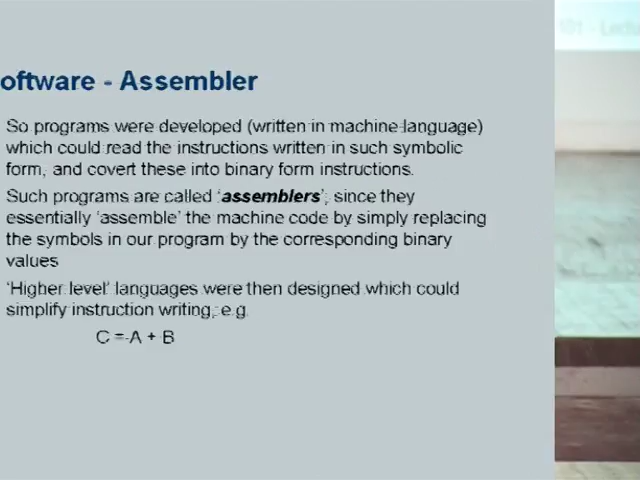 oftware - Assembler
So programs were developed (written in machine language)
which could read the instructions written in such symbolic
form, and covert these into binary form instructions.
Such programs are called ‘assemblers’, since they
essentially ‘assemble’ the machine code by simply replacing
the symbols in our program by the corresponding binary
values
‘Higher level’ languages were then designed which could
simplify instruction writing, e.g.
C = A + B
101 - Lectu